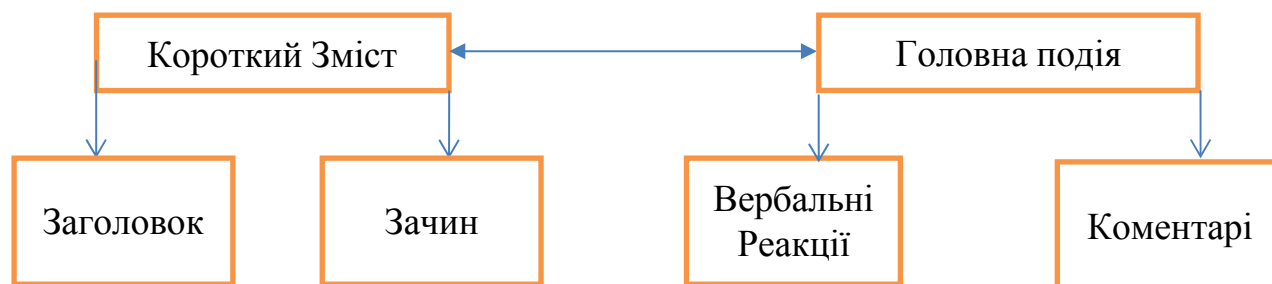 Короткий Зміст
Головна подія
Заголовок
Зачин
Вербальні
Реакції
Коментарі